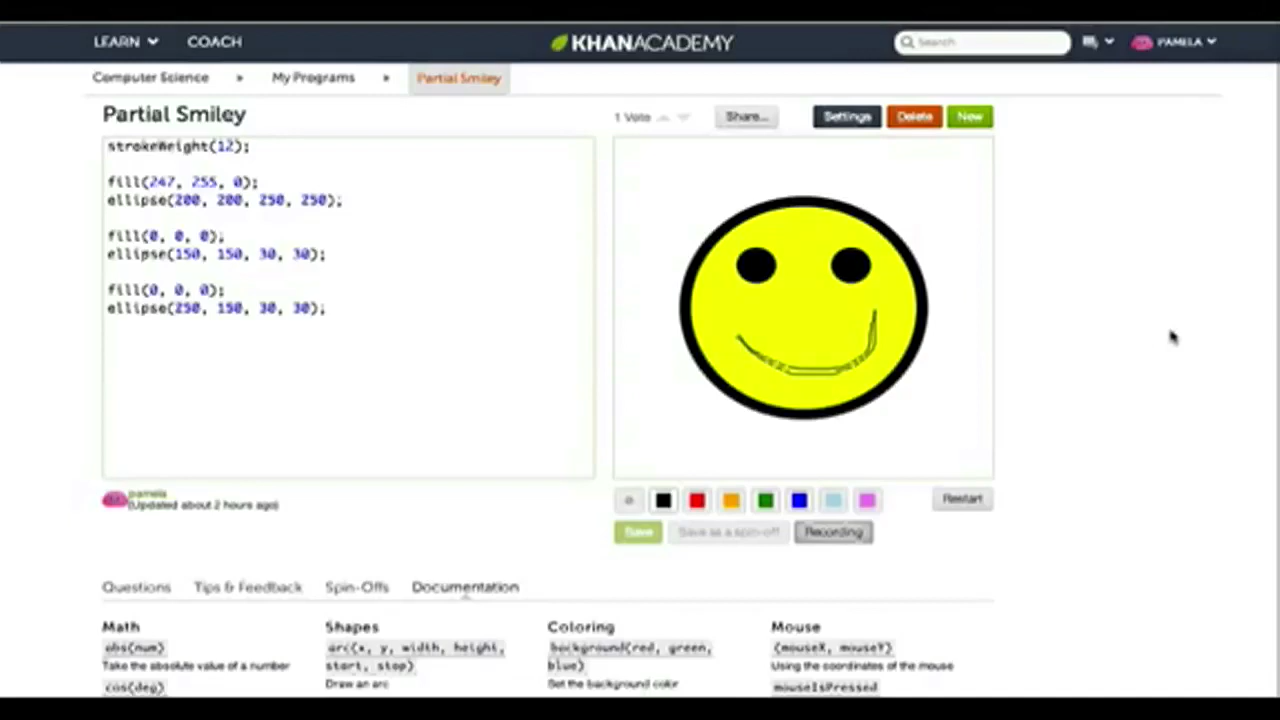 LEARN COACH KHANACADEMY Search PAMELA
Computer Science » My Programs » Partial Smiley
Partial Smiley
1 Vote Share... Settings Delete New
strokeWeight(12);
fill(247, 255, 0);
ellipse(200, 200, 250, 250);
fill(0, 0, 0);
ellipse(150, 150, 30, 30);
fill(0, 0, 0);
ellipse(250, 150, 30, 30);
pamela
(Updated about 2 hours ago)
Restart
Save Save as a spin-off Recording
Questions Tips & Feedback Spin-Offs Documentation
Math
abs(num)
Take the absolute value of a number
cos(deg)
Shapes
arc(x, y, width, height,
start, stop)
Draw an arc
Coloring
background(red, green,
blue)
Set the background color
Mouse
(mouseX, mouseY)
Using the coordinates of the mouse
mouseIsPressed